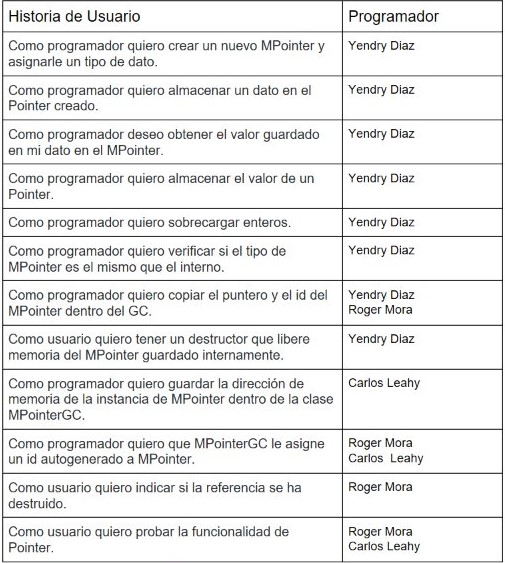 Historia de Usuario
Programador
Como programador quiero crear un nuevo MPointer y
asignarle un tipo de dato.
Yendry Diaz
Como programador quiero almacenar un dato en el
Pointer creado.
Yendry Diaz
Como programador deseo obtener el valor guardado
en mi dato en el MPointer.
Yendry Diaz
Como programador quiero almacenar el valor de un
Pointer.
Yendry Diaz
Como programador quiero sobrecargar enteros.
Yendry Diaz
Como programador quiero verificar si el tipo de
MPointer es el mismo que el interno.
Yendry Diaz
Como programador quiero copiar el puntero y el id del
MPointer dentro del GC.
Yendry Diaz
Roger Mora
Como usuario quiero tener un destructor que libere
memoria del MPointer guardado internamente.
Yendry Diaz
Como programador quiero guardar la dirección de
memoria de la instancia de MPointer dentro de la clase
MPointerGC.
Carlos Leahy
Como programador quiero que MPointerGC le asigne
un id autogenerado a MPointer.
Roger Mora
Carlos Leahy
Como usuario quiero indicar si la referencia se ha
destruido.
Roger Mora
Como usuario quiero probar la funcionalidad de
Pointer.
Roger Mora
Carlos Leahy